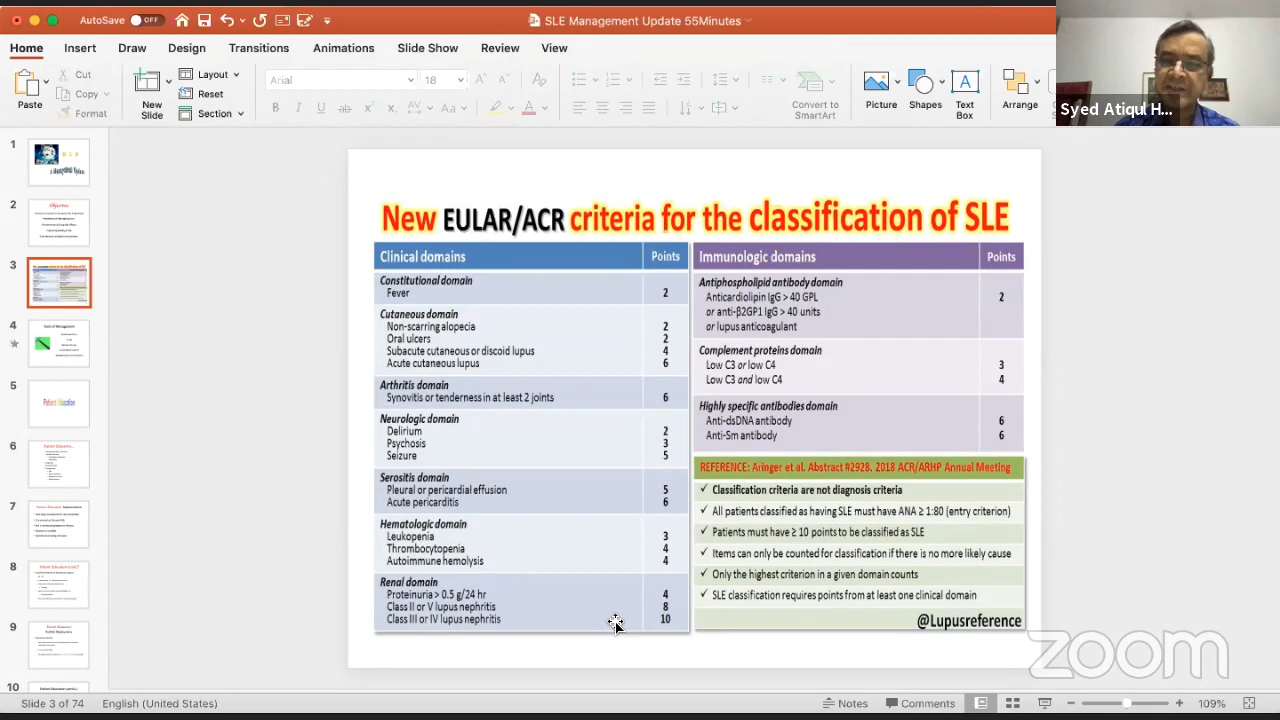 AutoSave OFF
SLE Management Update 55Minutes
Home Insert Draw Design Transitions Animations Slide Show Review View
Paste
Cut
Copy
Format
New Slide
Layout
Reset
Section
Arial
18
Convert to SmartArt
Picture
Shapes
Text Box
Arrange
Syed Atiqul H...
1
2
Objectives
3
4
5
Patient Education
6
7
8
9
10
New EULAR/ACR criteria for the classification of SLE
Clinical domains Points
Constitutional domain
Fever 2
Cutaneous domain
Non-scarring alopecia 2
Oral ulcers 2
Subacute cutaneous or discoid lupus 4
Acute cutaneous lupus 6
Arthritis domain
Synovitis or tenderness in at least 2 joints 6
Neurologic domain
Delirium 2
Psychosis 3
Seizure 5
Serositis domain
Pleural or pericardial effusion 5
Acute pericarditis 6
Hematologic domain
Leukopenia 3
Thrombocytopenia 4
Autoimmune hemolysis 4
Renal domain
Proteinuria > 0.5 g/24 hr 4
Class II or V lupus nephritis 8
Class III or IV lupus nephritis 10
Immunologic domains Points
Antiphospholipid antibody domain
Anticardiolipin IgG > 40 GPL 2
or anti-β2GP1 IgG > 40 units
or lupus anticoagulant
Complement proteins domain
Low C3 or low C4 3
Low C3 and low C4 4
Highly specific antibodies domain
Anti-dsDNA antibody 6
Anti-Sm antibody 6
REFERENCE: Aringer et al. Abstract #2928. 2018 ACR/ARHP Annual Meeting
✓ Classification criteria are not diagnosis criteria
✓ All patients classified as having SLE must have ANA ≥ 1:80 (entry criterion)
✓ Patients must have ≥ 10 points to be classified as SLE
✓ Items can only be counted for classification if there is no more likely cause
✓ Only the highest criterion in a given domain counts
✓ SLE classification requires points from at least one clinical domain
@Lupusreference
zoom
Slide 3 of 74 English (United States) Notes Comments 109%